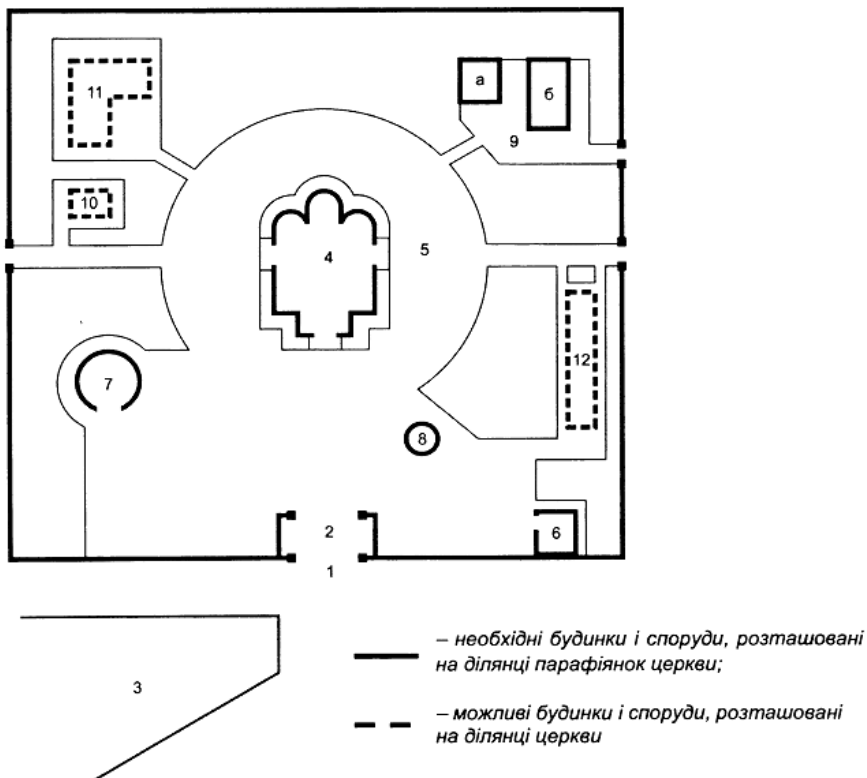 11
а
б
9
10
4
5
7
12
8
2
6
1
3
– необхідні будинки і споруди, розташовані
на ділянці парафіянок церкви;
– можливі будинки і споруди, розташовані
на ділянці церкви